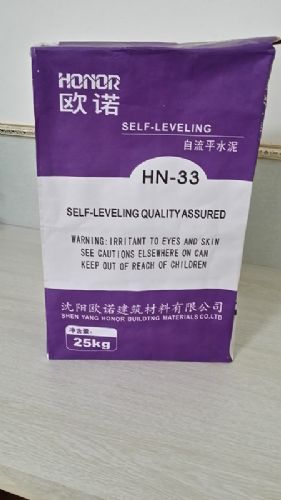 HONOR
欧诺
SELF-LEVELING
自流平水泥
HN-33
SELF-LEVELING QUALITY ASSURED
WARNING: IRRITANT TO EYES AND SKIN
SEE CAUTIONS ELSEWHERE ON CAN
KEEP OUT OF REACH OF CHILDREN
沈阳欧诺建筑材料有限公司
SHEN YANG HONOR BUILDTNG MATERIALS CO.LTD
净含量:
25kg